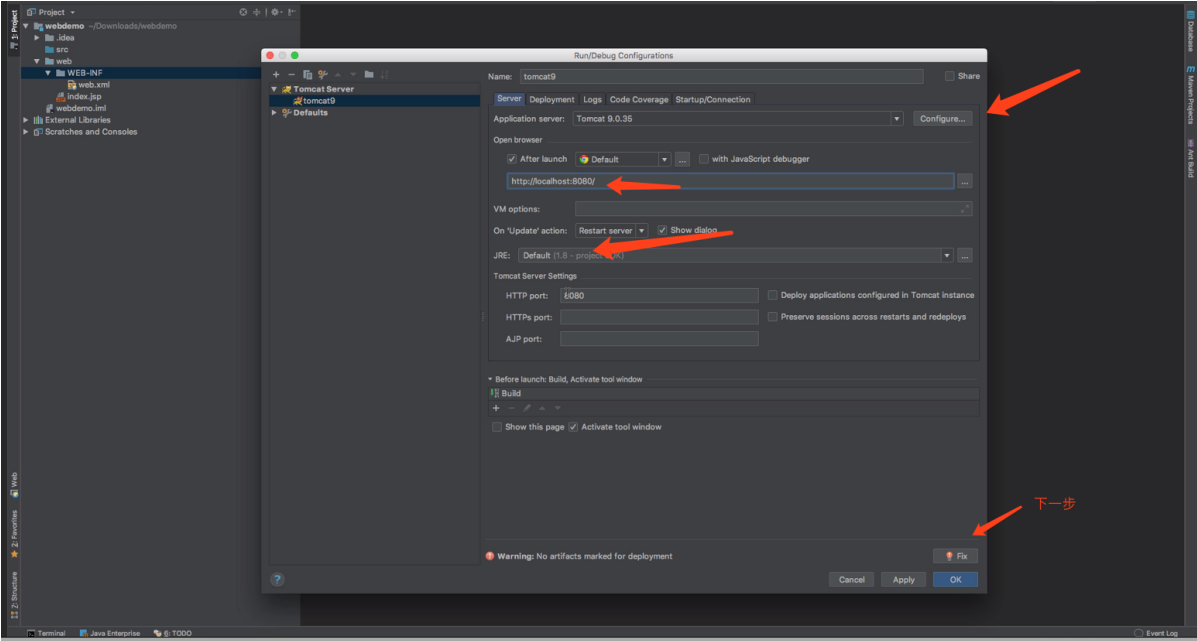 Project
webdemo ~/Downloads/webdemo
.idea
src
web
WEB-INF
web.xml
index.jsp
webdemo.iml
External Libraries
Scratches and Consoles
1: Project
Web
2: Favorites
Z: Structure
Run/Debug Configurations
Tomcat Server
tomcat9
Defaults
Name: tomcat9 Share
Server Deployment Logs Code Coverage Startup/Connection
Application server: Tomcat 9.0.35 Configure...
Open browser
After launch Default ... with JavaScript debugger
http://localhost:8080/ ...
VM options:
On 'Update' action: Restart server Show dialog
JRE: Default (1.8 - project SDK) ...
Tomcat Server Settings
HTTP port: 8080 Deploy applications configured in Tomcat instance
HTTPs port: Preserve sessions across restarts and redeploys
AJP port:
Before launch: Build, Activate tool window
Build
Show this page Activate tool window
下一步
Warning: No artifacts marked for deployment Fix
? Cancel Apply OK
Database
m Maven Projects
Ant Build
Terminal Java Enterprise 6: TODO Event Log